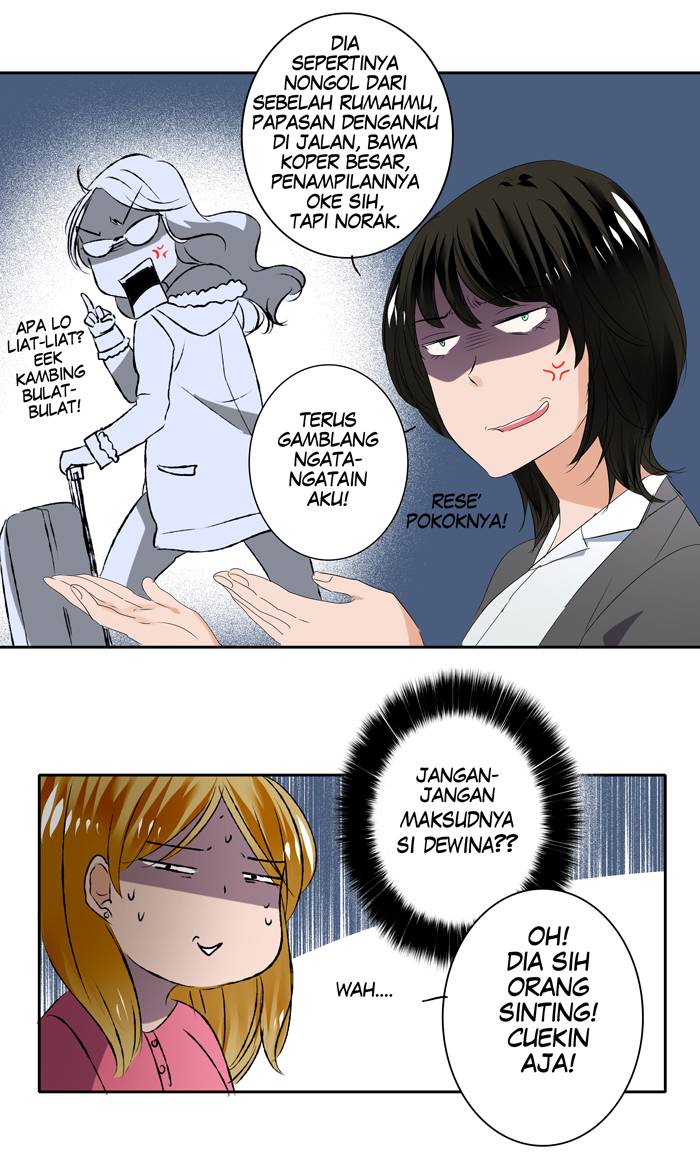 DIA
SEPERTINYA
NONGOL DARI
SEBELAH RUMAHMU,
PAPASAN DENGANKU
DI JALAN, BAWA
KOPER BESAR,
PENAMPILANNYA
OKE SIH,
TAPI NORAK.
APA LO
LIAT-LIAT?
EEK
KAMBING
BULAT-
BULAT!
TERUS
GAMBLANG
NGATA-
NGATAIN
AKU!
RESE'
POKOKNYA!
JANGAN-
JANGAN
MAKSUDNYA
SI DEWINA??
WAH....
OH!
DIA SIH
ORANG
SINTING!
CUEKIN
AJA!